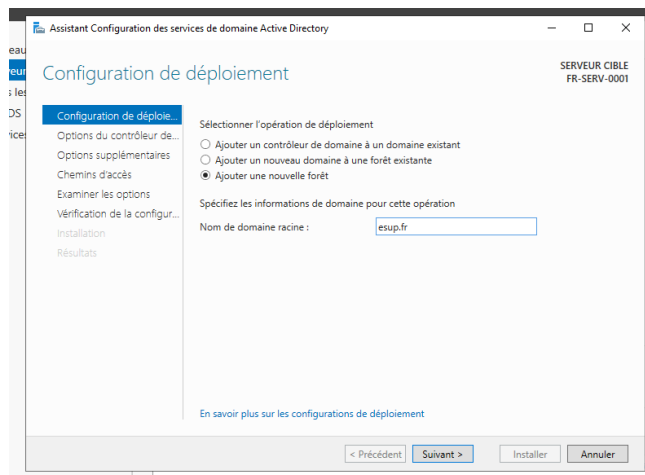 Assistant Configuration des services de domaine Active Directory
Configuration de déploiement
SERVEUR CIBLE
FR-SERV-0001
Configuration de déploie...
Options du contrôleur de...
Options supplémentaires
Chemins d'accès
Examiner les options
Vérification de la configur...
Installation
Résultats
Sélectionner l'opération de déploiement
Ajouter un contrôleur de domaine à un domaine existant
Ajouter un nouveau domaine à une forêt existante
Ajouter une nouvelle forêt
Spécifiez les informations de domaine pour cette opération
Nom de domaine racine :
esup.fr
En savoir plus sur les configurations de déploiement
< Précédent
Suivant >
Installer
Annuler